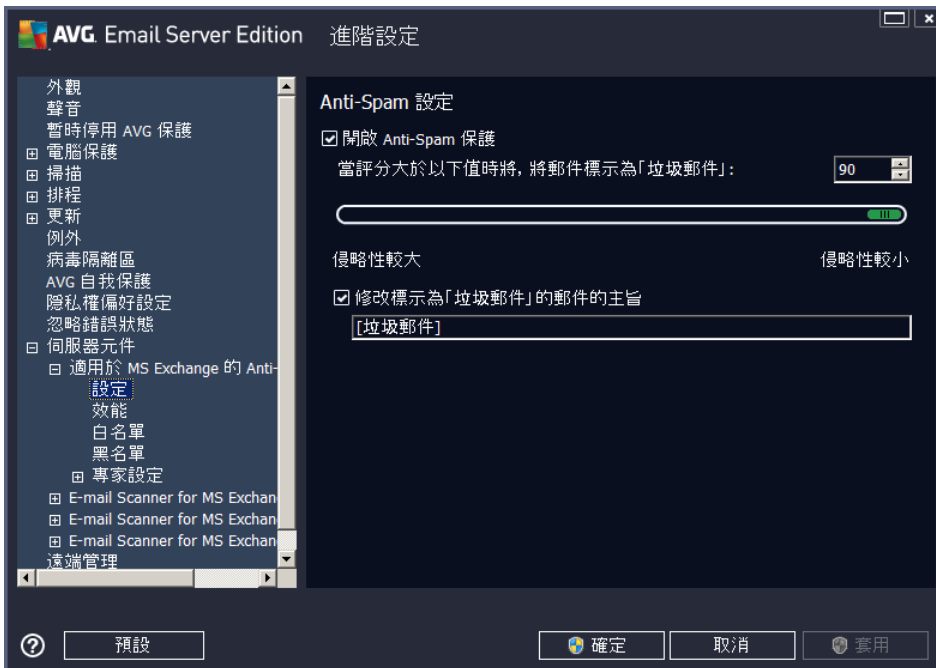 AVG. Email Server Edition 進階設定
外觀
聲音
暫時停用 AVG 保護
電腦保護
掃描
排程
更新
例外
病毒隔離區
AVG 自我保護
隱私權偏好設定
忽略錯誤狀態
伺服器元件
適用於 MS Exchange 的 Anti-
設定
效能
白名單
黑名單
專家設定
E-mail Scanner for MS Exchan
E-mail Scanner for MS Exchan
E-mail Scanner for MS Exchan
遠端管理
Anti-Spam 設定
開啟 Anti-Spam 保護
當評分大於以下值時將, 將郵件標示為「垃圾郵件」: 90
侵略性較大 侵略性較小
修改標示為「垃圾郵件」的郵件的主旨
[垃圾郵件]
? 預設 確定 取消 套用